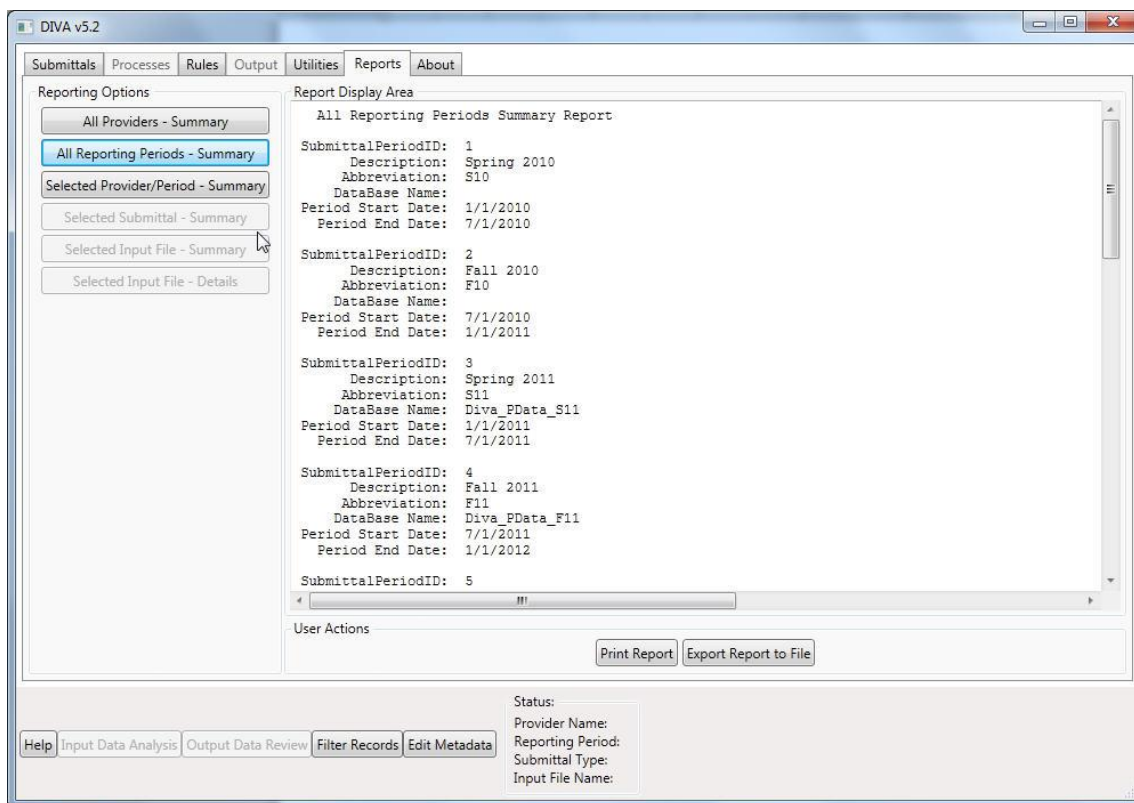 DIVA v5.2
Submittals Processes Rules Output Utilities Reports About
Reporting Options
All Providers - Summary
All Reporting Periods - Summary
Selected Provider/Period - Summary
Selected Submittal - Summary
Selected Input File - Summary
Selected Input File - Details
Report Display Area
All Reporting Periods Summary Report
SubmittalPeriodID: 1
Description: Spring 2010
Abbreviation: S10
DataBase Name:
Period Start Date: 1/1/2010
Period End Date: 7/1/2010
SubmittalPeriodID: 2
Description: Fall 2010
Abbreviation: F10
DataBase Name:
Period Start Date: 7/1/2010
Period End Date: 1/1/2011
SubmittalPeriodID: 3
Description: Spring 2011
Abbreviation: S11
DataBase Name: Diva_PData_S11
Period Start Date: 1/1/2011
Period End Date: 7/1/2011
SubmittalPeriodID: 4
Description: Fall 2011
Abbreviation: F11
DataBase Name: Diva_PData_F11
Period Start Date: 7/1/2011
Period End Date: 1/1/2012
SubmittalPeriodID: 5
User Actions
Print Report Export Report to File
Help Input Data Analysis Output Data Review Filter Records Edit Metadata
Status:
Provider Name:
Reporting Period:
Submittal Type:
Input File Name: